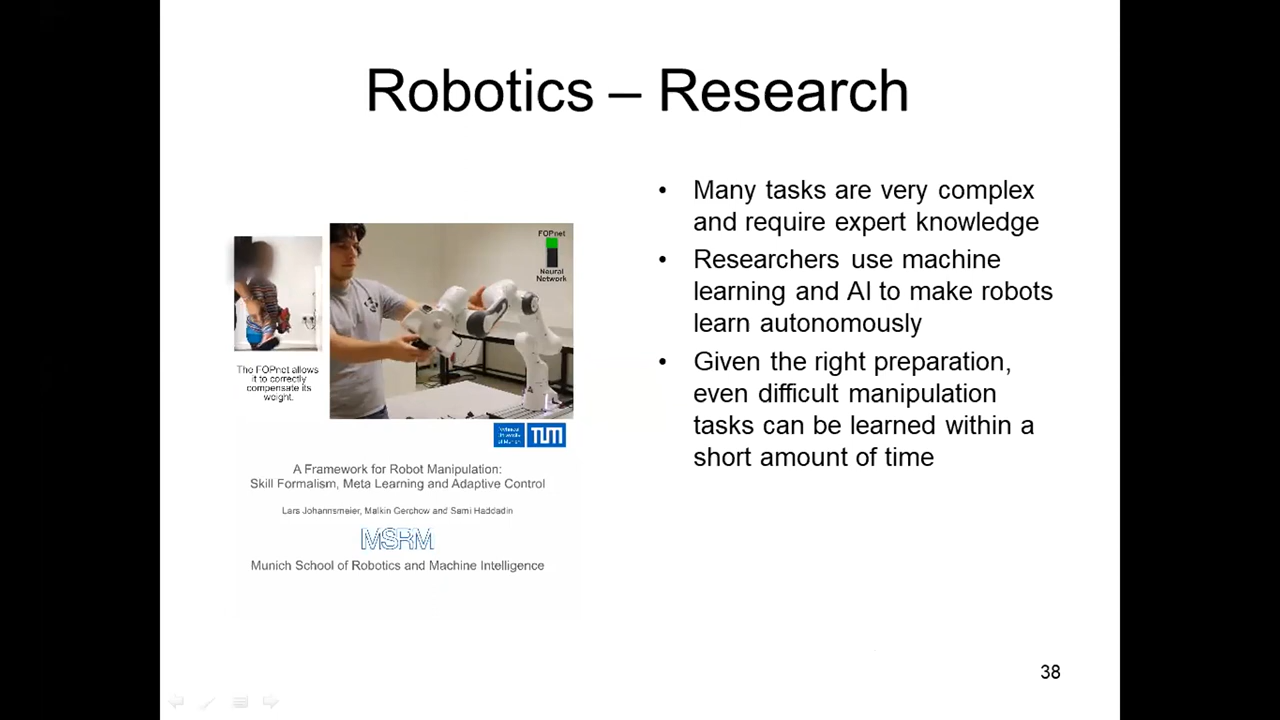 Robotics – Research
• Many tasks are very complex
and require expert knowledge
• Researchers use machine
learning and AI to make robots
learn autonomously
• Given the right preparation,
even difficult manipulation
tasks can be learned within a
short amount of time
FOPnet
Neural
Network
The FOPnet allows
it to correctly
compensate its
weight.
Technical
University
of Munich
TUM
A Framework for Robot Manipulation:
Skill Formalism, Meta Learning and Adaptive Control
Lars Johannsmeier, Malkin Gerchow and Sami Haddadin
MSRM
Munich School of Robotics and Machine Intelligence
38